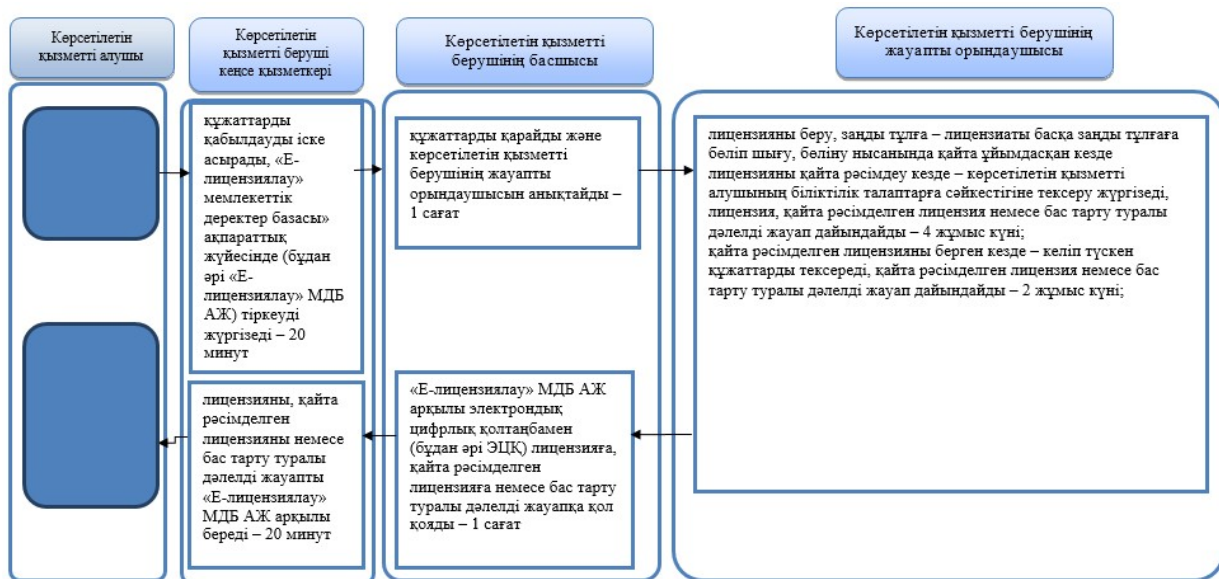 Көрсетілетін
қызметті алушы
Көрсетілетін
қызметті беруші
кеңсе қызметкері
Көрсетілетін қызметті
берушінің басшысы
Көрсетілетін қызметті берушінің
жауапты орындаушысы
құжаттарды
қабылдауды іске
асырады, «Е-
лицензиялау»
мемлекеттік
деректер базасы»
ақпараттық
жүйесінде (бұдан
әрі «Е-
лицензиялау» МДБ
АЖ) тіркеуді
жүргізеді – 20
минут
құжаттарды қарайды және
көрсетілетін қызметті
берушінің жауапты
орындаушысын анықтайды –
1 сағат
лицензияны беру, заңды тұлға – лицензиаты басқа заңды тұлғаға
бөліп шығу, бөліну нысанында қайта ұйымдасқан кезде
лицензияны қайта рәсімдеу кезде – көрсетілетін қызметті
алушының біліктілік талаптарға сәйкестігіне тексеру жүргізеді,
лицензия, қайта рәсімделген лицензия немесе бас тарту туралы
дәлелді жауап дайындайды – 4 жұмыс күні;
қайта рәсімделген лицензияны берген кезде – келіп түскен
құжаттарды тексереді, қайта рәсімделген лицензия немесе бас
тарту туралы дәлелді жауап дайындайды – 2 жұмыс күні;
лицензияны, қайта
рәсімделген
лицензияны немесе
бас тарту туралы
дәлелді жауапты
«Е-лицензиялау»
МДБ АЖ арқылы
береді – 20 минут
«Е-лицензиялау» МДБ АЖ
арқылы электрондық
цифрлық қолтаңбамен
(бұдан әрі ЭЦҚ) лицензияға,
қайта рәсімделген
лицензияға немесе бас тарту
туралы дәлелді жауапқа қол
қояды – 1 сағат